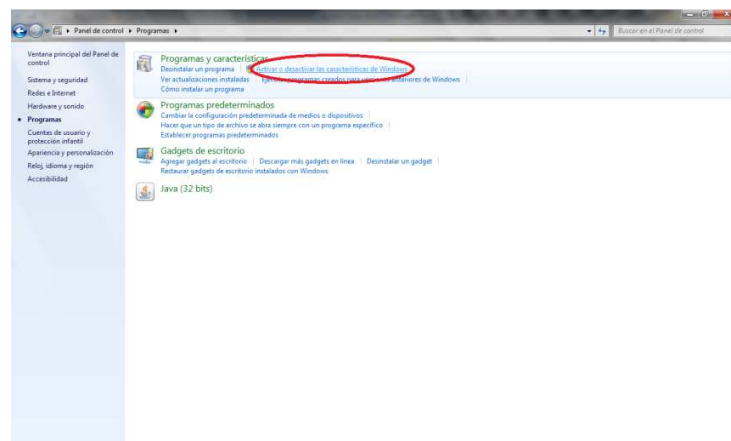 Panel de control ▸ Programas ▸
Buscar en el Panel de control
Ventana principal del Panel de
control
Sistema y seguridad
Redes e Internet
Hardware y sonido
Programas
Cuentas de usuario y
protección infantil
Apariencia y personalización
Reloj, idioma y región
Accesibilidad
Programas y características
Desinstalar un programa | Activar o desactivar las características de Windows
Ver actualizaciones instaladas | Ejecutar programas creados para versiones anteriores de Windows |
Cómo instalar un programa
Programas predeterminados
Cambiar la configuración predeterminada de medios o dispositivos |
Hacer que un tipo de archivo se abra siempre con un programa específico |
Establecer programas predeterminados
Gadgets de escritorio
Agregar gadgets al escritorio | Descargar más gadgets en línea | Desinstalar un gadget |
Restaurar gadgets de escritorio instalados con Windows
Java (32 bits)